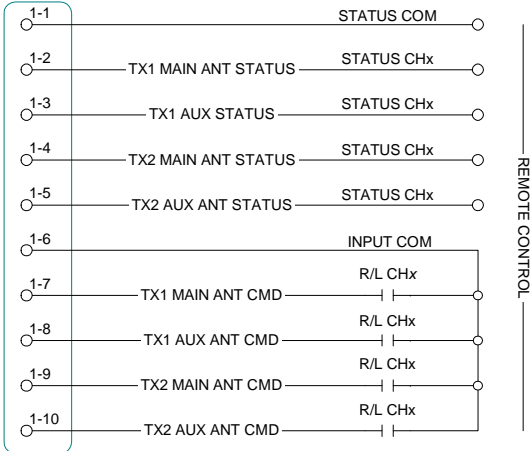 1-1 STATUS COM
1-2 TX1 MAIN ANT STATUS STATUS CHx
1-3 TX1 AUX STATUS STATUS CHx
1-4 TX2 MAIN ANT STATUS STATUS CHx
1-5 TX2 AUX ANT STATUS STATUS CHx
1-6 INPUT COM
1-7 TX1 MAIN ANT CMD R/L CHx
1-8 TX1 AUX ANT CMD R/L CHx
1-9 TX2 MAIN ANT CMD R/L CHx
1-10 TX2 AUX ANT CMD R/L CHx
REMOTE CONTROL